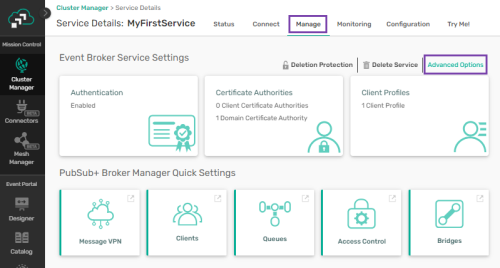 Cluster Manager > Service Details
Service Details: MyFirstService
Status
Connect
Manage
Monitoring
Configuration
Try Me!
Mission Control
Cluster
Manager
BETA
Connectors
BETA
Mesh
Manager
Event Portal
Designer
Catalog
Event Broker Service Settings
Deletion Protection
Delete Service
Advanced Options
Authentication
Enabled
Certificate Authorities
0 Client Certificate Authorities
1 Domain Certificate Authority
Client Profiles
1 Client Profile
PubSub+ Broker Manager Quick Settings
Message VPN
Clients
Queues
Access Control
Bridges